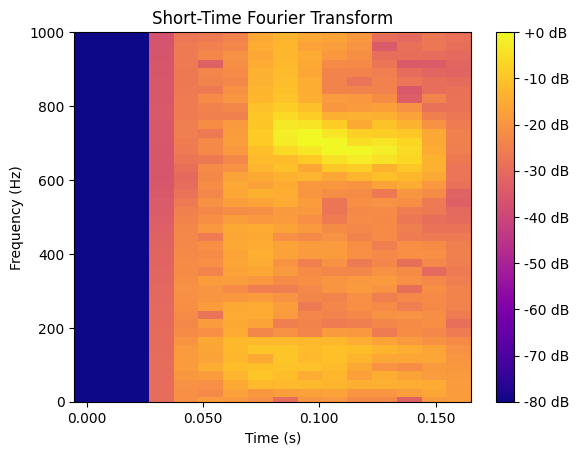 Short-Time Fourier Transform
Frequency (Hz)
1000
800
600
400
200
0
0.000
0.050
0.100
0.150
Time (s)
+0 dB
-10 dB
-20 dB
-30 dB
-40 dB
-50 dB
-60 dB
-70 dB
-80 dB